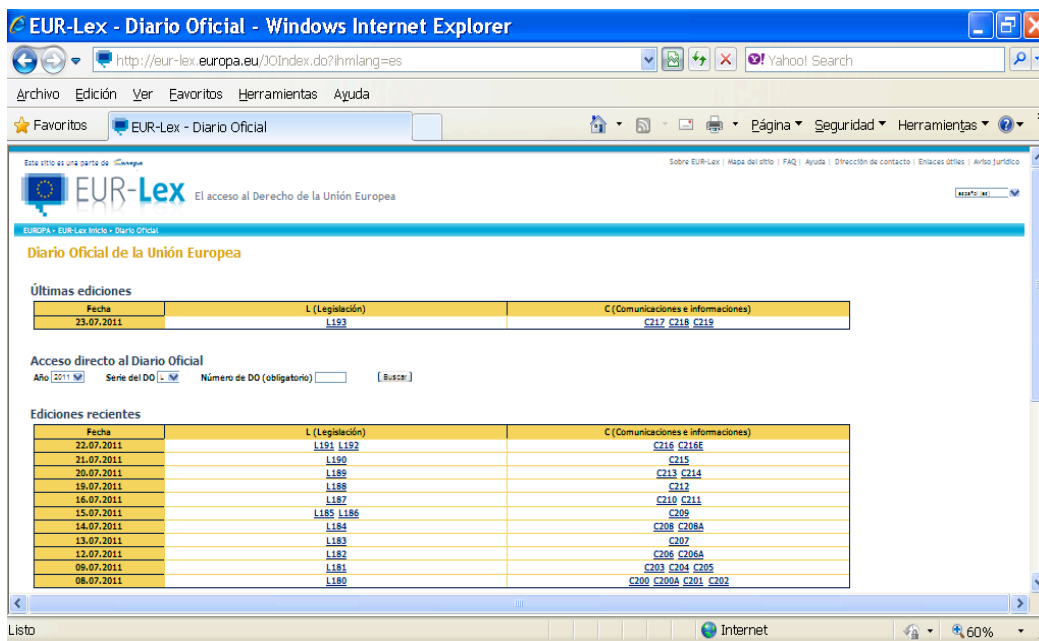 EUR-Lex - Diario Oficial - Windows Internet Explorer
http://eur-lex.europa.eu/JOIndex.do?ihmlang=es
Yahoo! Search
Archivo Edición Ver Favoritos Herramientas Ayuda
Favoritos EUR-Lex - Diario Oficial Página Seguridad Herramientas
Este sitio es una parte de Europa Sobre EUR-Lex | Mapa del sitio | FAQ | Ayuda | Dirección de contacto | Enlaces útiles | Aviso jurídico
EUR-Lex El acceso al Derecho de la Unión Europea español (es)
EUROPA > EUR-Lex Inicio > Diario Oficial
Diario Oficial de la Unión Europea
Últimas ediciones
Fecha L (Legislación) C (Comunicaciones e informaciones)
23.07.2011 L193 C217 C218 C219
Acceso directo al Diario Oficial
Año 2011 Serie del DO L Número de DO (obligatorio) Buscar
Ediciones recientes
Fecha L (Legislación) C (Comunicaciones e informaciones)
22.07.2011 L191 L192 C216 C216E
21.07.2011 L190 C215
20.07.2011 L189 C213 C214
19.07.2011 L188 C212
16.07.2011 L187 C210 C211
15.07.2011 L185 L186 C209
14.07.2011 L184 C208 C208A
13.07.2011 L183 C207
12.07.2011 L182 C206 C206A
09.07.2011 L181 C203 C204 C205
08.07.2011 L180 C200 C200A C201 C202
Listo Internet 60%